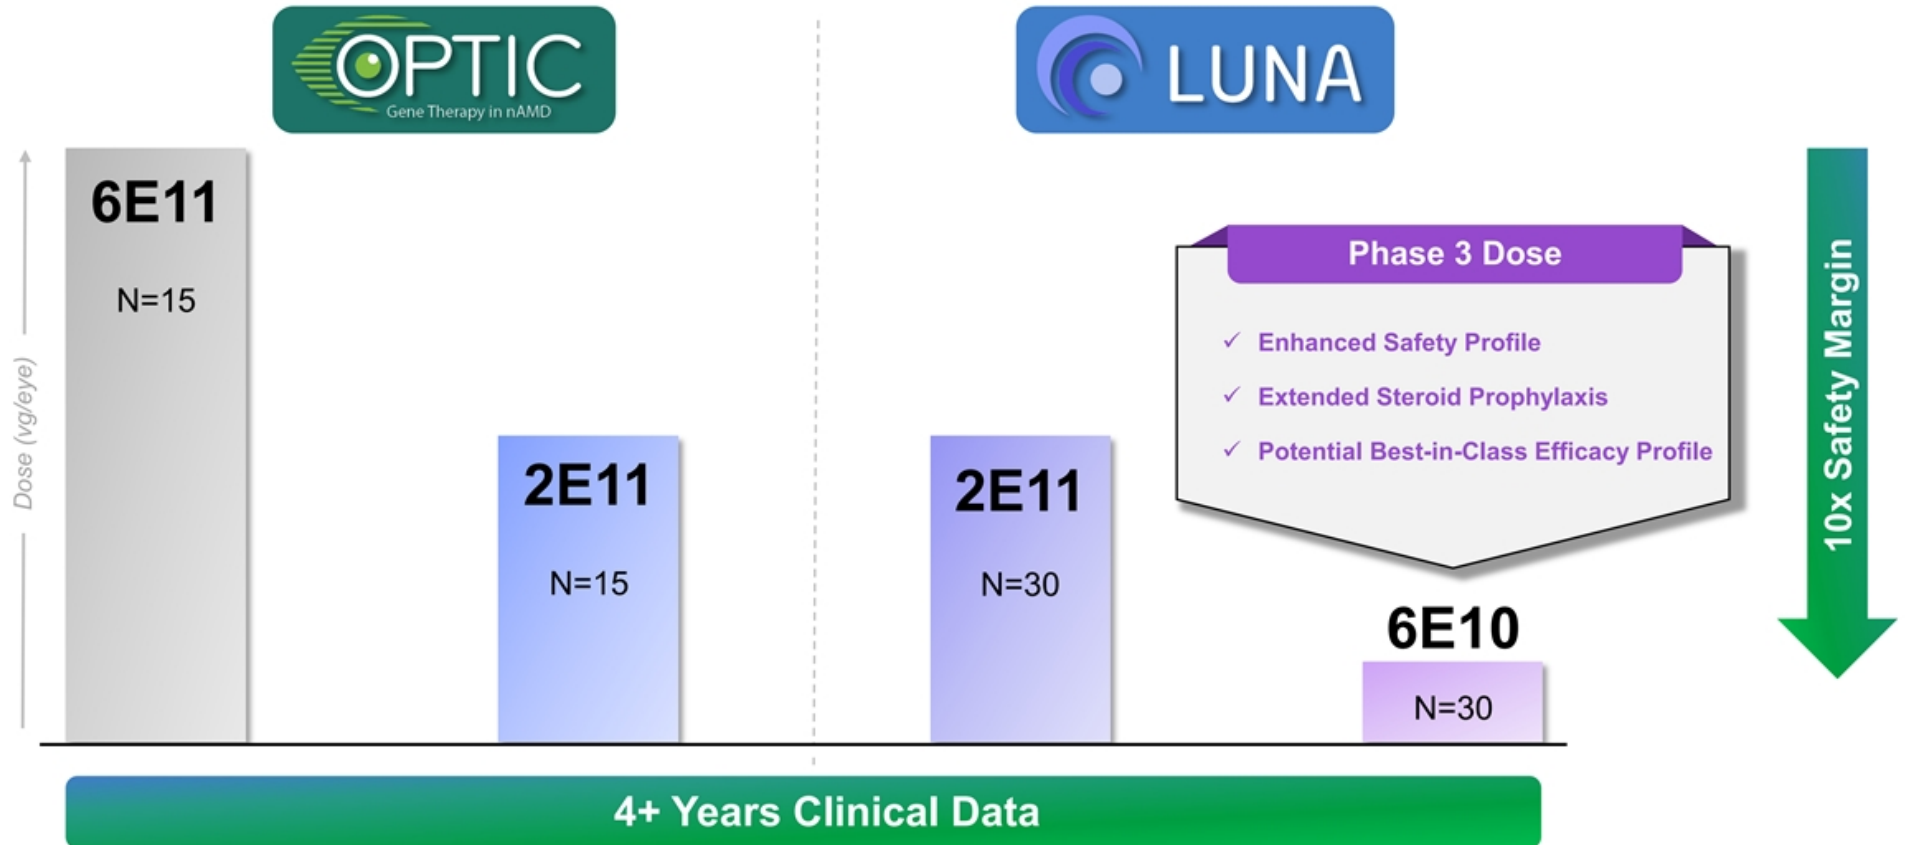 OPTIC
Gene Therapy in nAMD
LUNA
Dose (vg/eye)
6E11
N=15
2E11
N=15
2E11
N=30
Phase 3 Dose
✓ Enhanced Safety Profile
✓ Extended Steroid Prophylaxis
✓ Potential Best-in-Class Efficacy Profile
6E10
N=30
10x Safety Margin
4+ Years Clinical Data